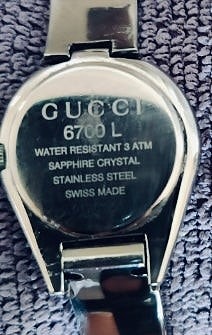 GUCCI
6700 L
WATER RESISTANT 3 ATM
SAPPHIRE CRYSTAL
STAINLESS STEEL
SWISS MADE